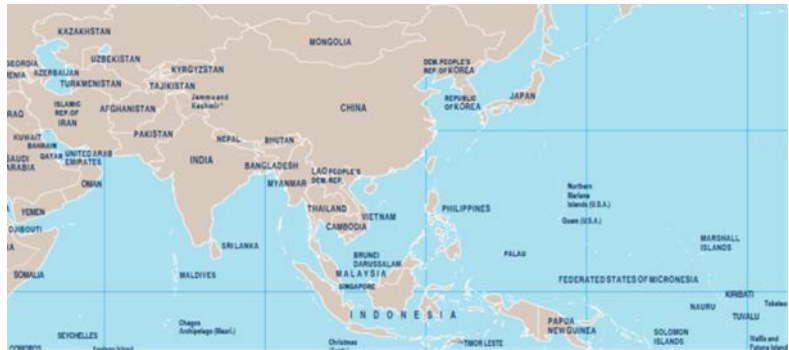 KAZAKHSTAN
MONGOLIA
UZBEKISTAN
GEORGIA
AZERBAIJAN
KYRGYZSTAN
TURKMENISTAN
TAJIKISTAN
DEM. PEOPLE'S
REP. OF KOREA
REPUBLIC
OF KOREA
JAPAN
Jammu and
Kashmir*
ISLAMIC
REP. OF
IRAN
AFGHANISTAN
CHINA
PAKISTAN
KUWAIT
BAHRAIN
QATAR
UNITED ARAB
EMIRATES
NEPAL
BHUTAN
INDIA
BANGLADESH
MYANMAR
LAO PEOPLE'S
DEM. REP.
OMAN
YEMEN
DJIBOUTI
THAILAND
VIETNAM
CAMBODIA
PHILIPPINES
Northern
Mariana
Islands (U.S.A.)
Guam (U.S.A.)
SRI LANKA
MARSHALL
ISLANDS
BRUNEI
DARUSSALAM
PALAU
SOMALIA
MALDIVES
MALAYSIA
SINGAPORE
FEDERATED STATES OF MICRONESIA
KIRIBATI
NAURU
TUVALU
INDONESIA
PAPUA
NEW GUINEA
SOLOMON
ISLANDS
SEYCHELLES
Chagos
Archipelago (Mauri.)
Christmas
TIMOR LESTE
Wallis and